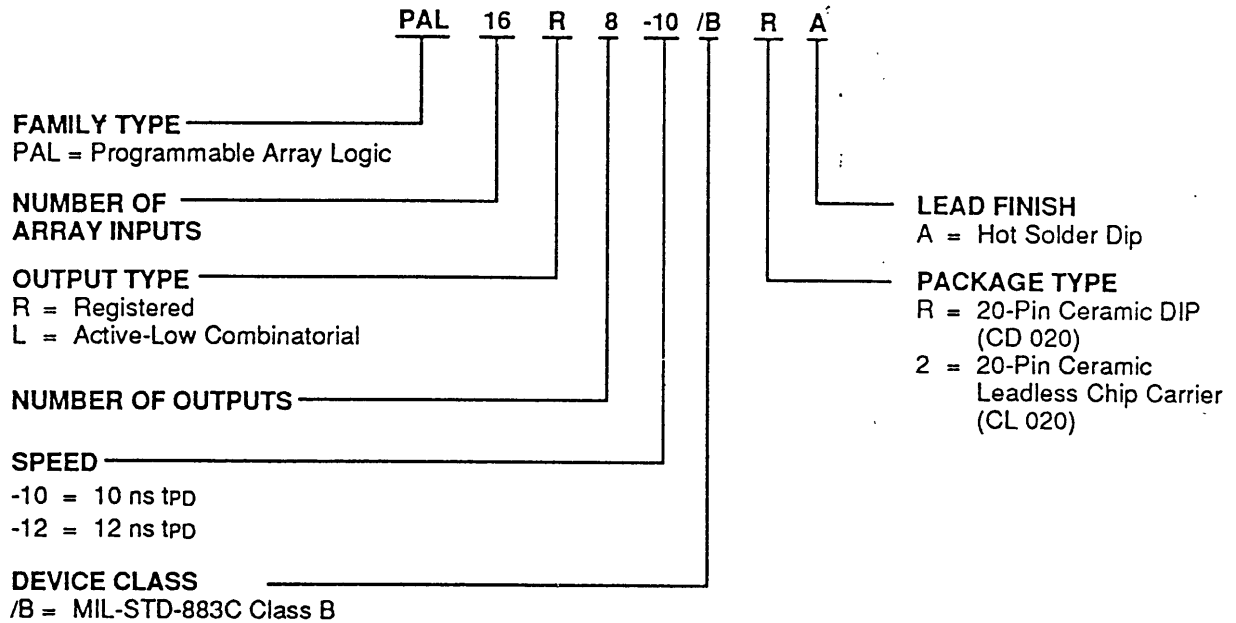 PAL 16 R 8 -10 /B R A
FAMILY TYPE
PAL = Programmable Array Logic
NUMBER OF
ARRAY INPUTS
OUTPUT TYPE
R = Registered
L = Active-Low Combinatorial
NUMBER OF OUTPUTS
SPEED
-10 = 10 ns tPD
-12 = 12 ns tPD
DEVICE CLASS
/B = MIL-STD-883C Class B
LEAD FINISH
A = Hot Solder Dip
PACKAGE TYPE
R = 20-Pin Ceramic DIP
(CD 020)
2 = 20-Pin Ceramic
Leadless Chip Carrier
(CL 020)